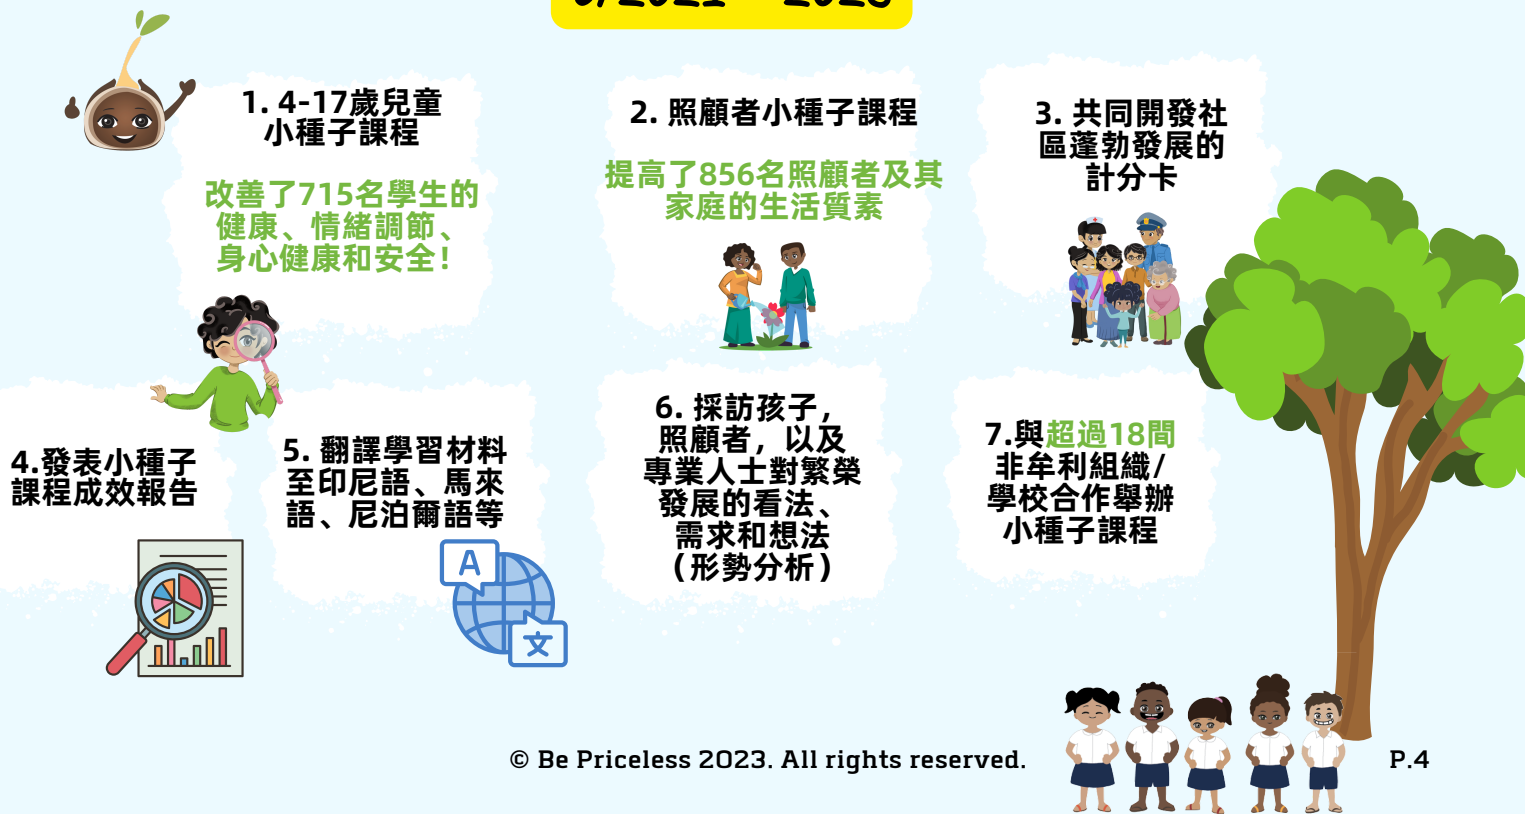 1. 4-17歲兒童
小種子課程
改善了715名學生的
健康、情緒調節、
身心健康和安全！
2. 照顧者小種子課程
提高了856名照顧者及其
家庭的生活質素
3. 共同開發社
區蓬勃發展的
計分卡
4.發表小種子
課程成效報告
5. 翻譯學習材料
至印尼語、馬來
語、尼泊爾語等
A
文
6. 採訪孩子，
照顧者，以及
專業人士對繁榮
發展的看法、
需求和想法
（形勢分析）
7.與超過18間
非牟利組織/
學校合作舉辦
小種子課程
© Be Priceless 2023. All rights reserved.
P.4